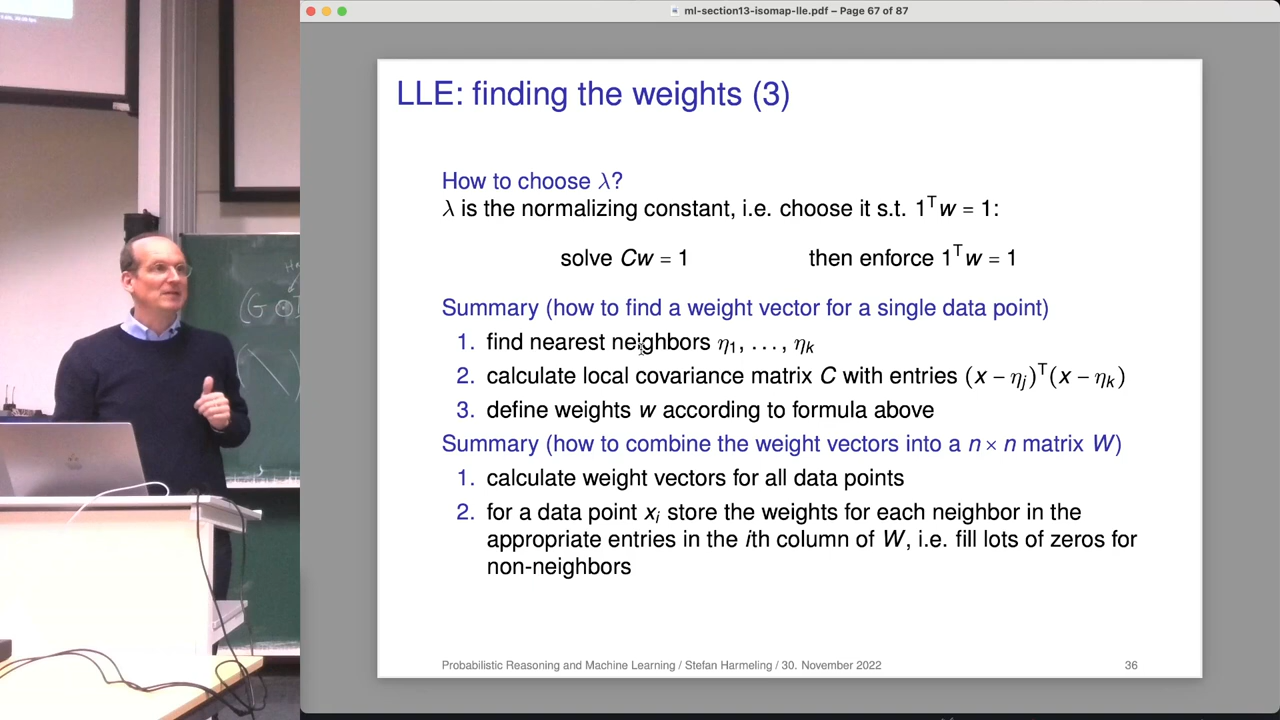 ml-section13-isomap-lle.pdf – Page 67 of 87
LLE: finding the weights (3)
How to choose λ?
λ is the normalizing constant, i.e. choose it s.t. 1ᵀw = 1:
solve Cw = 1 then enforce 1ᵀw = 1
Summary (how to find a weight vector for a single data point)
1. find nearest neighbors η₁, . . . , ηₖ
2. calculate local covariance matrix C with entries (x − ηⱼ)ᵀ(x − ηₖ)
3. define weights w according to formula above
Summary (how to combine the weight vectors into a n × n matrix W)
1. calculate weight vectors for all data points
2. for a data point xᵢ store the weights for each neighbor in the
appropriate entries in the ith column of W, i.e. fill lots of zeros for
non-neighbors
Probabilistic Reasoning and Machine Learning / Stefan Harmeling / 30. November 2022 36